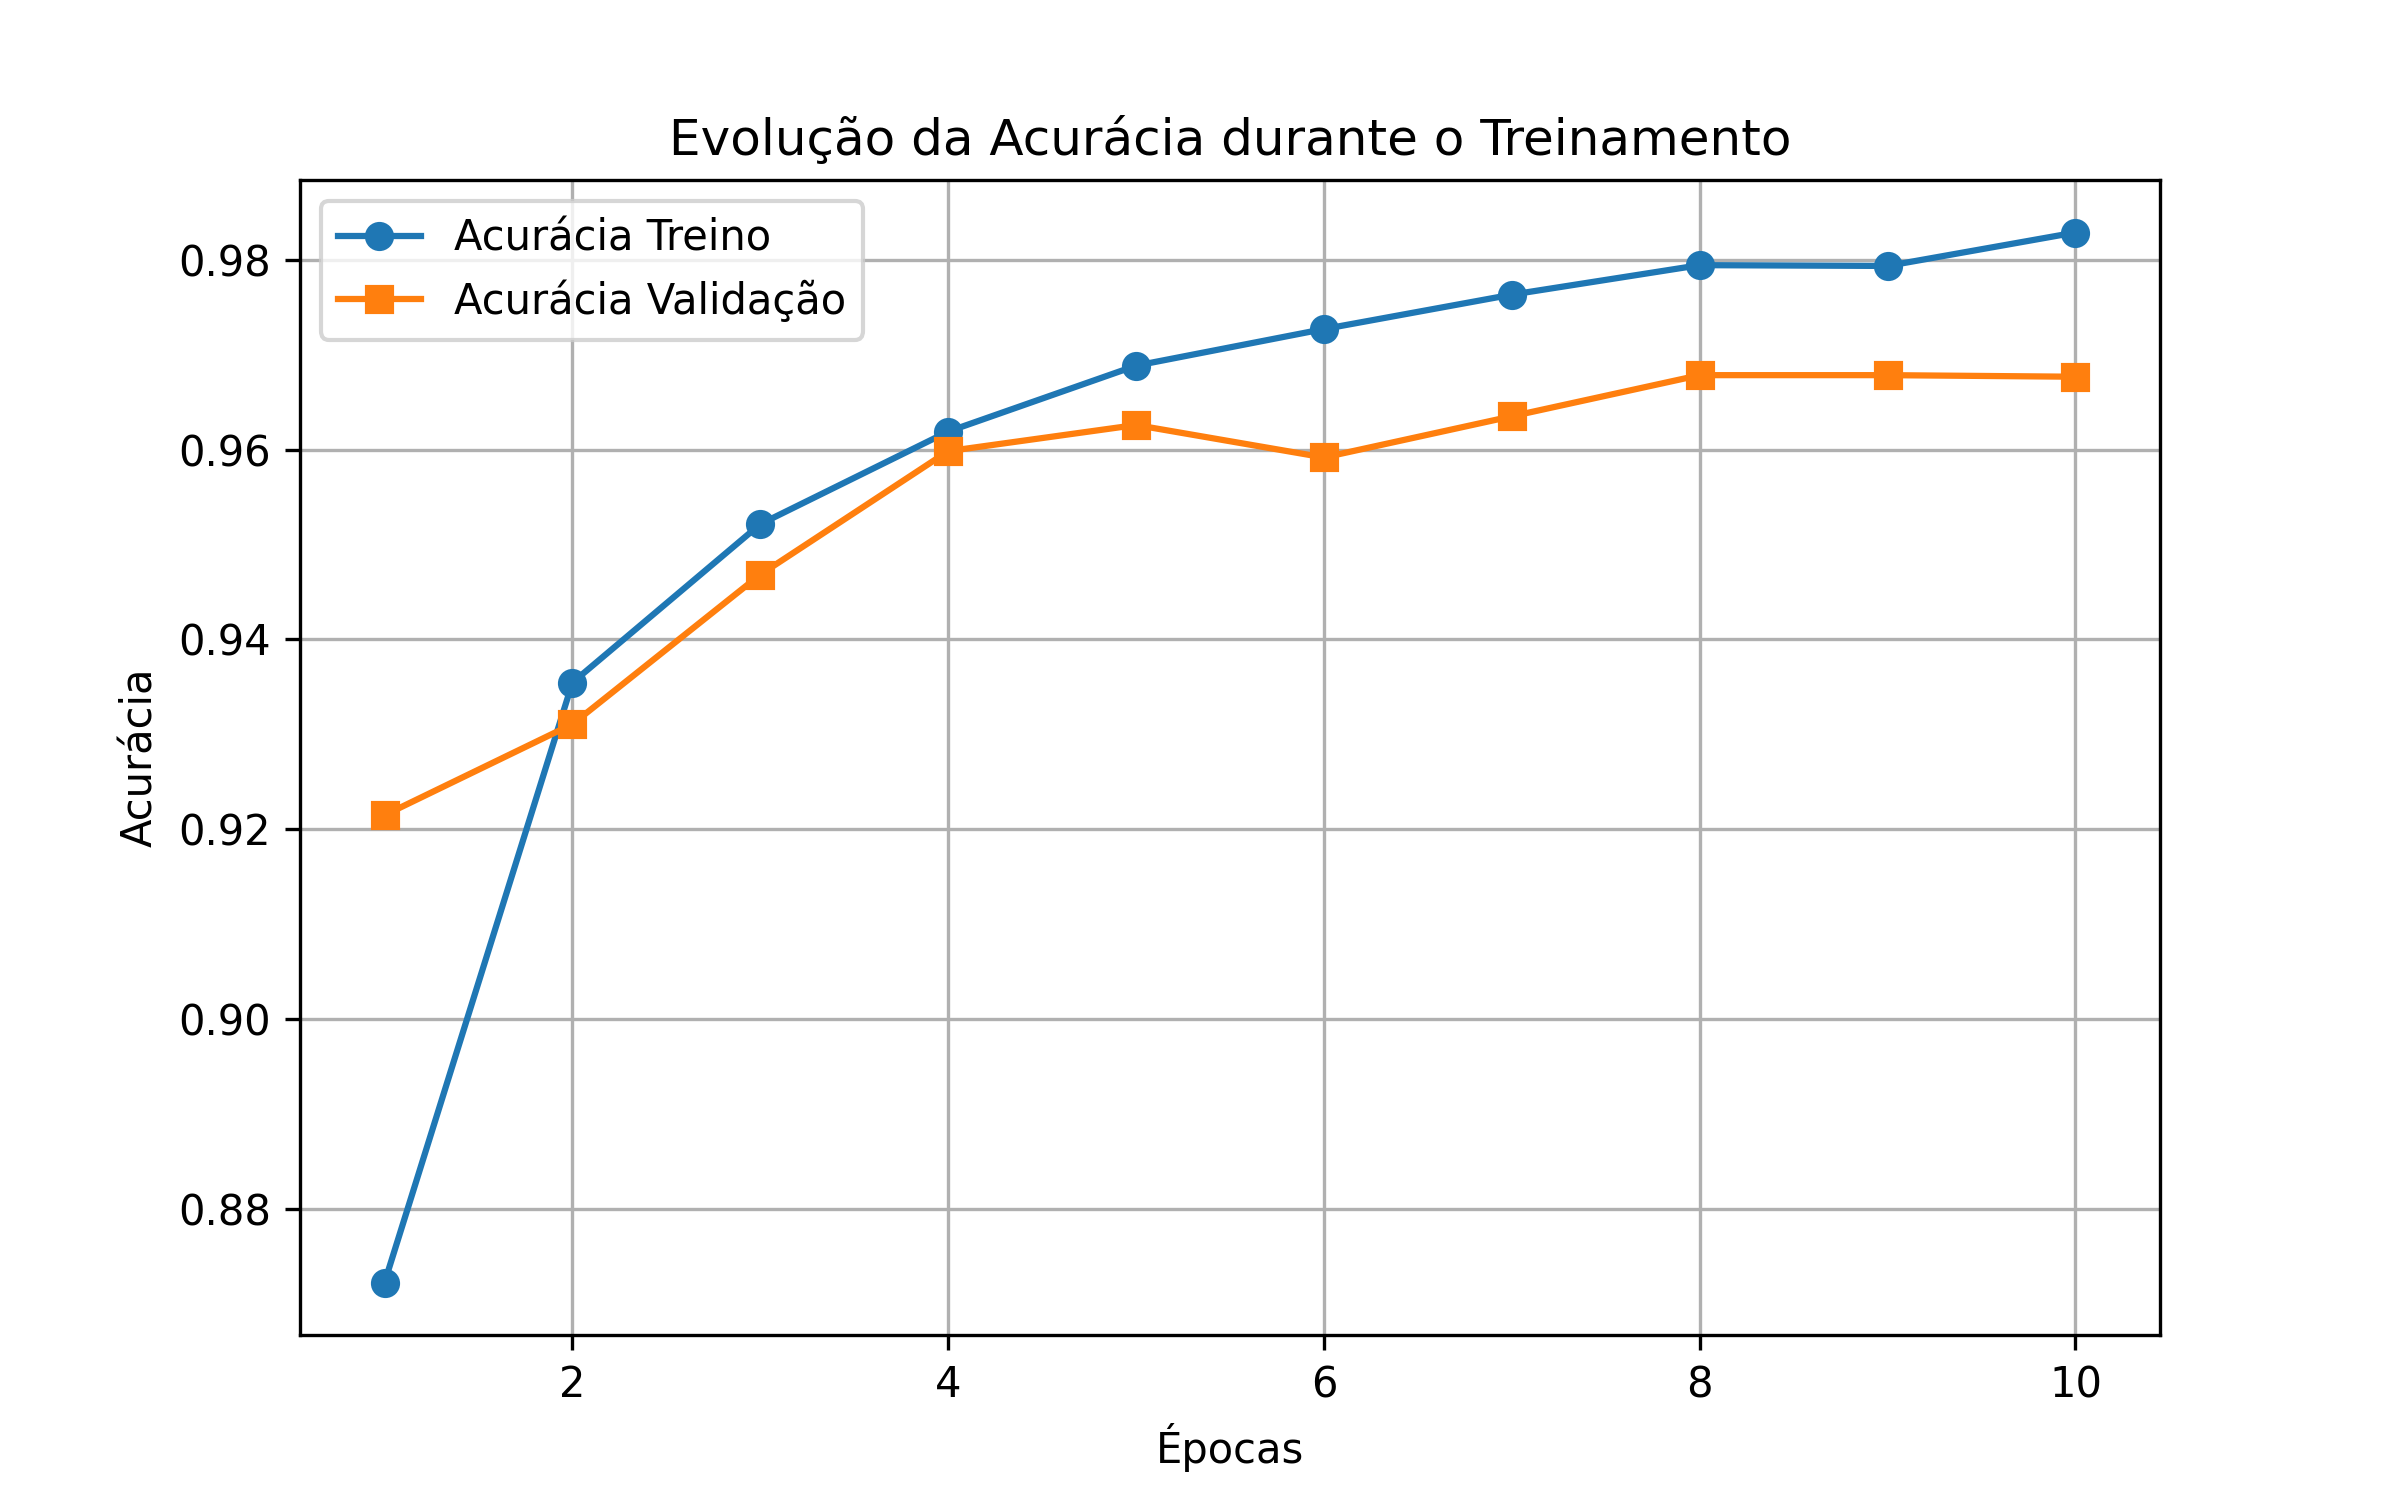 Evolução da Acurácia durante o Treinamento
Acurácia Treino
Acurácia Validação
0.98
0.96
0.94
0.92
0.90
0.88
Acurácia
2 4 6 8 10
Épocas